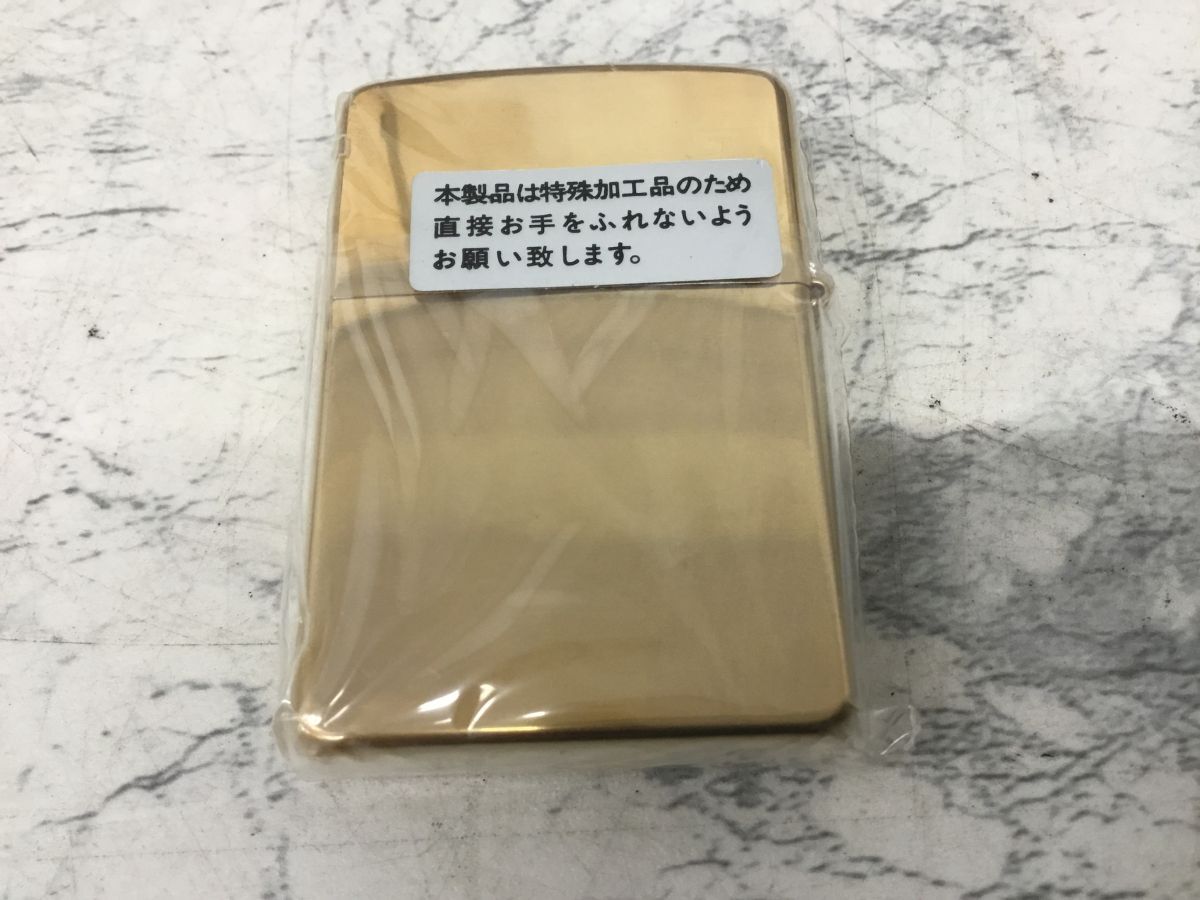 本製品は特殊加工品のため
直接お手をふれないよう
お願い致します。